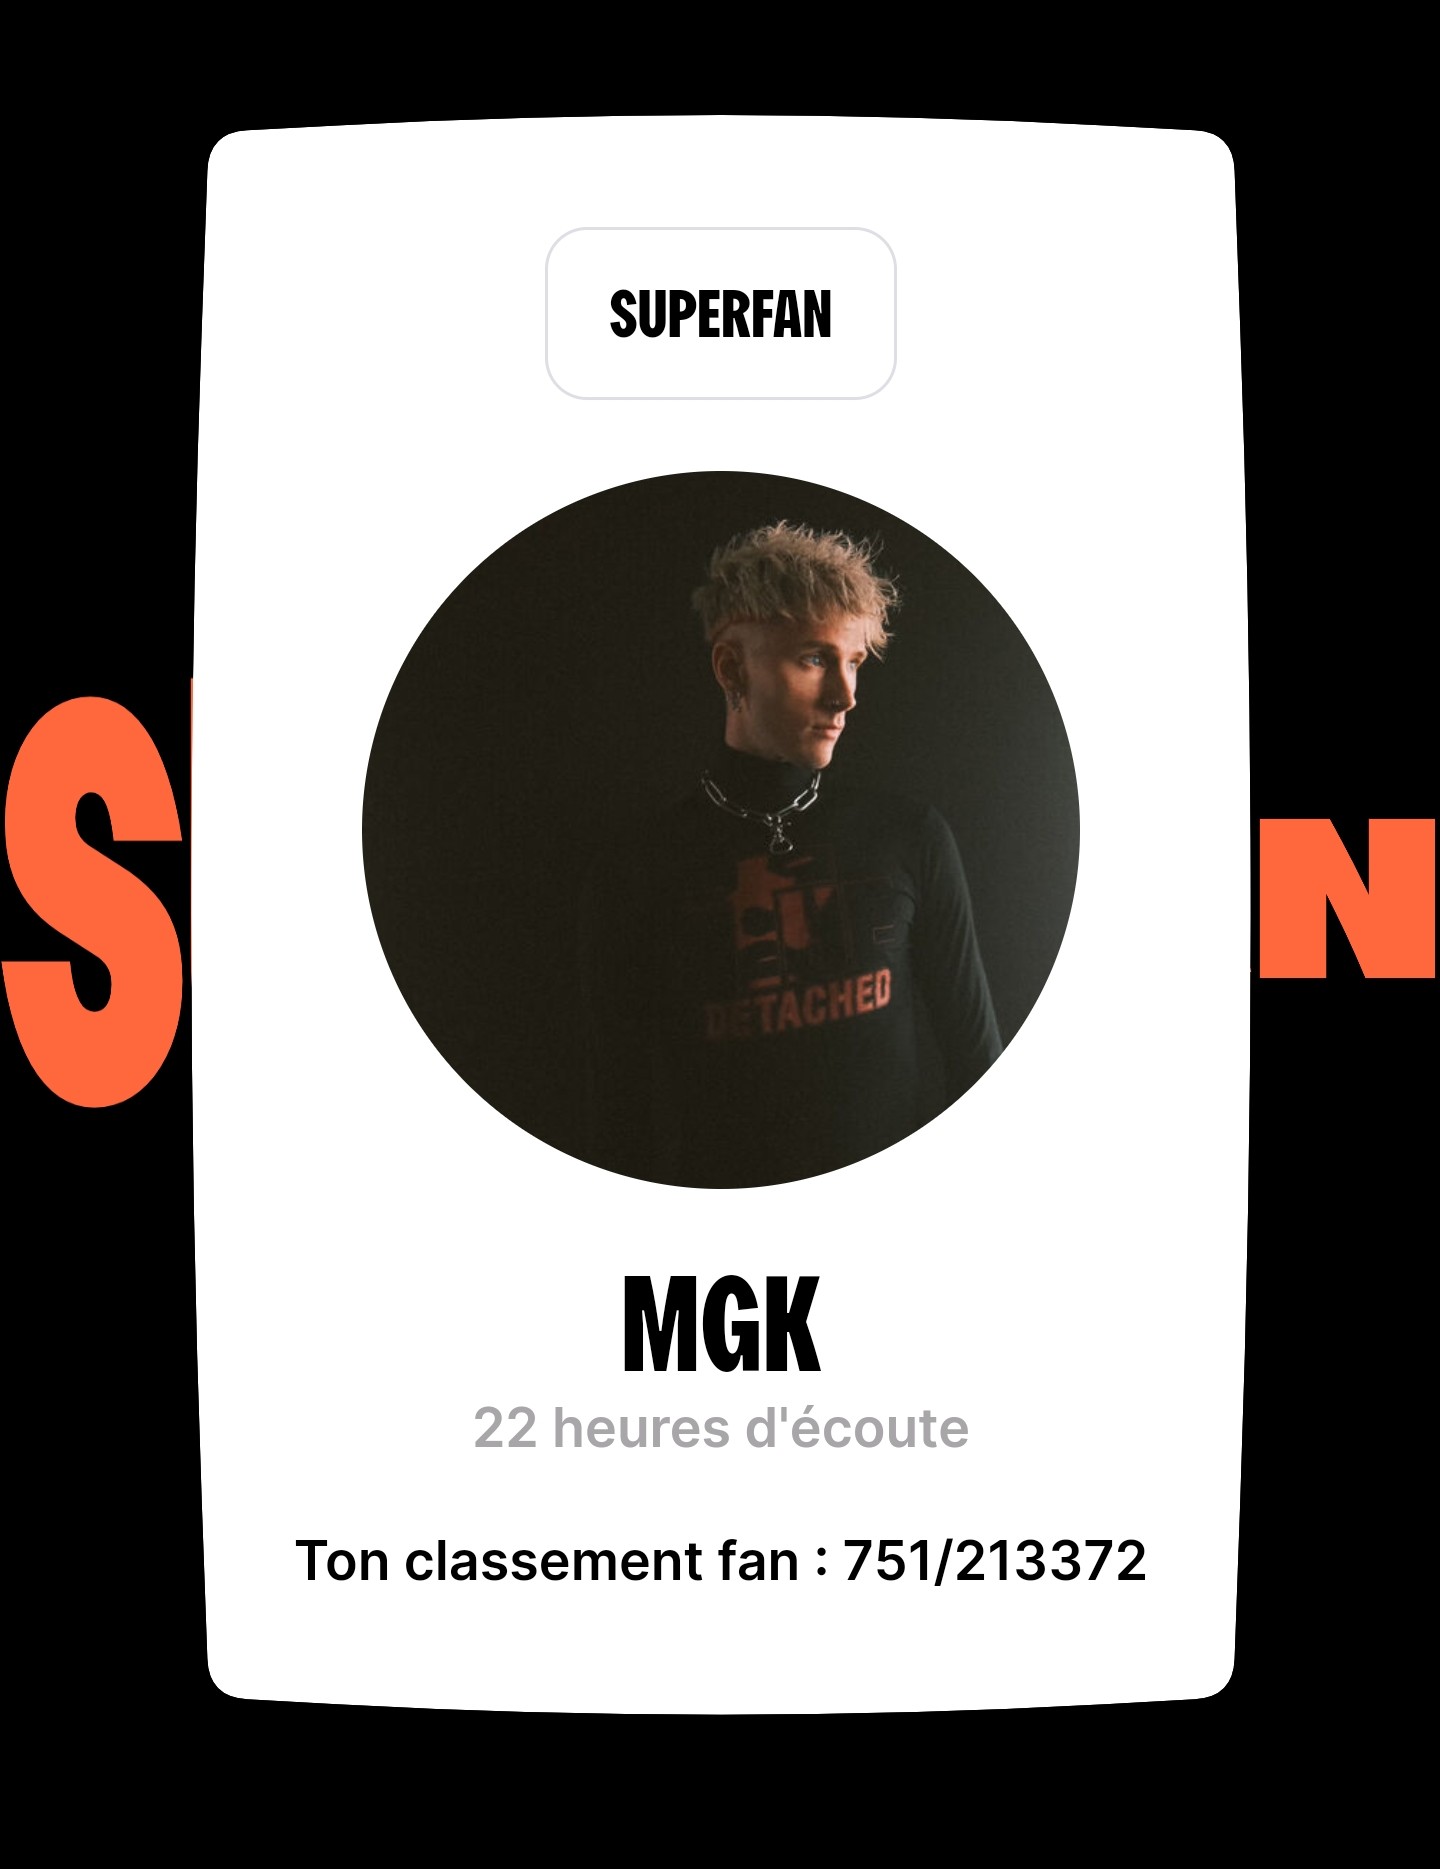 SUPERFAN
S
N
DETACHED
MGK
22 heures d'écoute
Ton classement fan : 751/213372